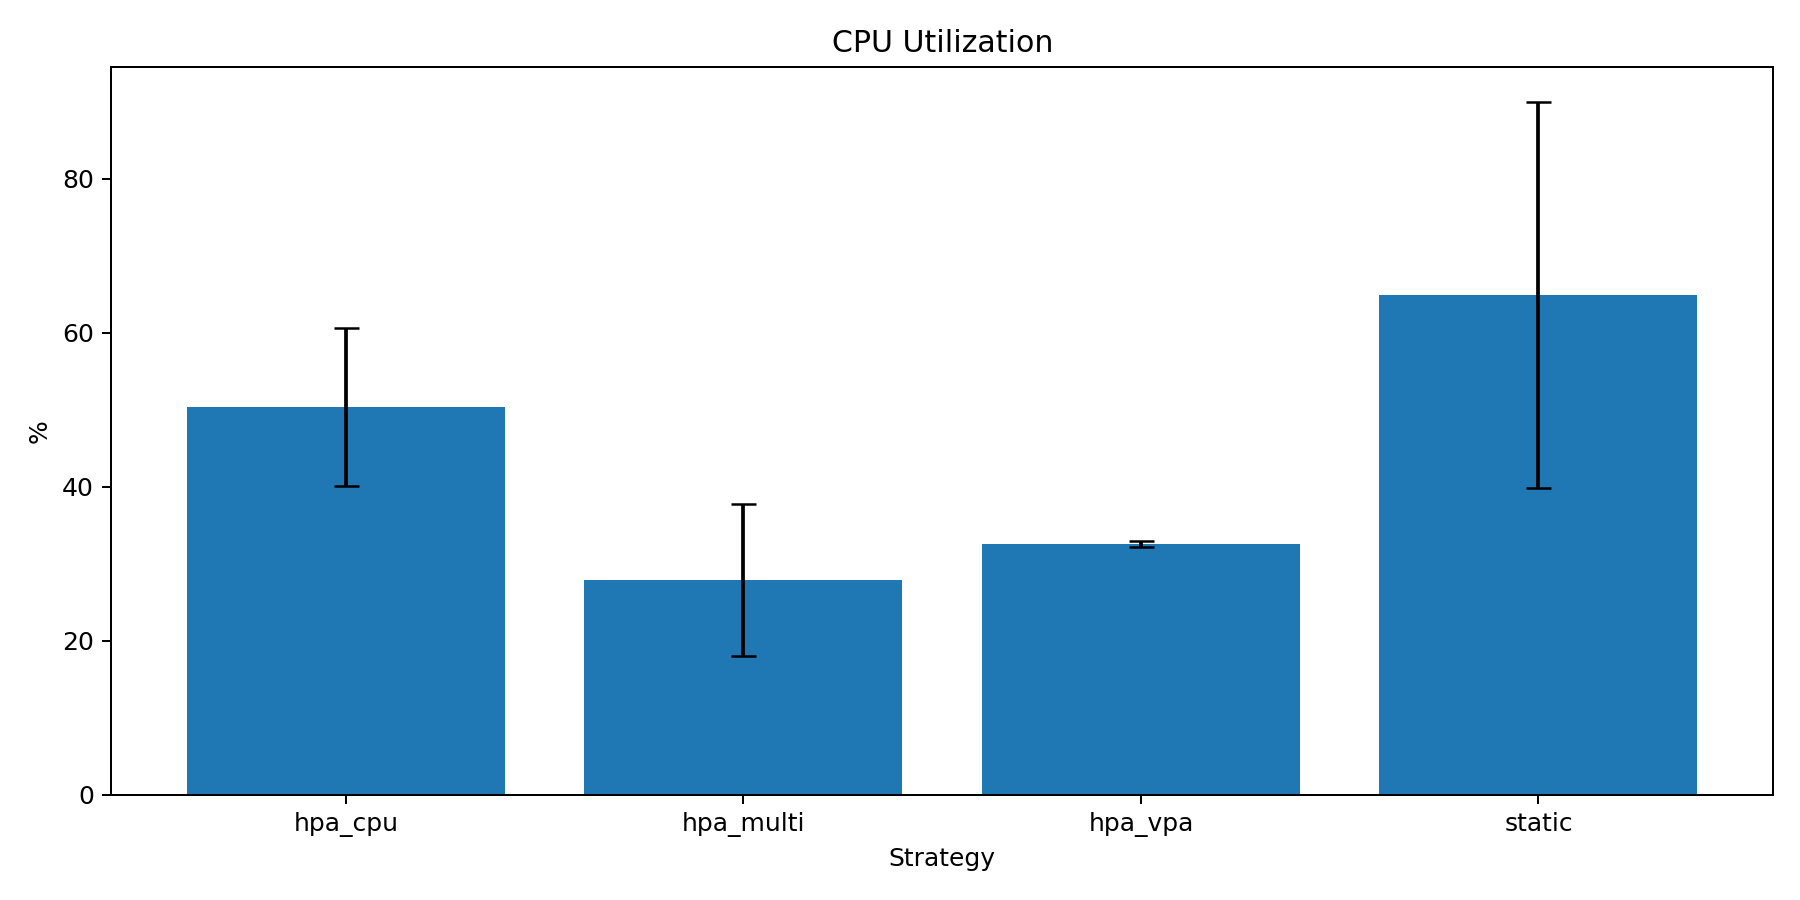 CPU Utilization
%
80
60
40
20
0
hpa_cpu
hpa_multi
hpa_vpa
static
Strategy